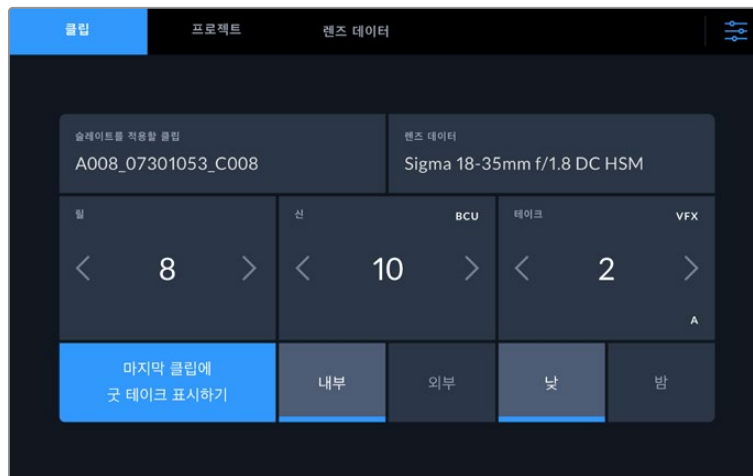 클립
프로젝트
렌즈 데이터
슬레이트를 적용할 클립
A008_07301053_C008
렌즈 데이터
Sigma 18-35mm f/1.8 DC HSM
릴
8
신
BCU
10
테이크
VFX
2
A
마지막 클립에
굿 테이크 표시하기
내부
외부
낮
밤